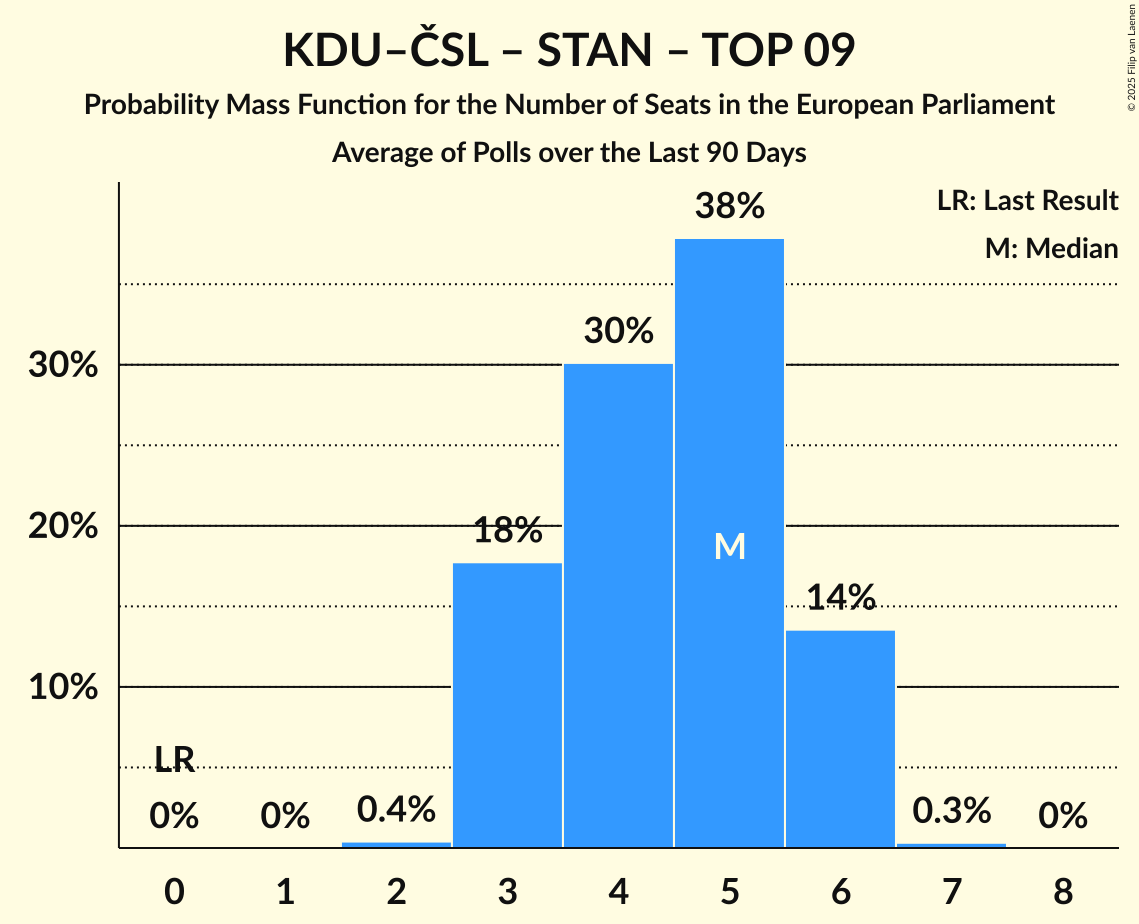 KDU–ČSL – STAN – TOP 09
Probability Mass Function for the Number of Seats in the European Parliament
Average of Polls over the Last 90 Days
© 2025 Filip van Laenen
LR: Last Result
M: Median
38%
30%
30%
20%
18%
M
14%
10%
LR
0%
0%
0.4%
0.3%
0%
0 1 2 3 4 5 6 7 8